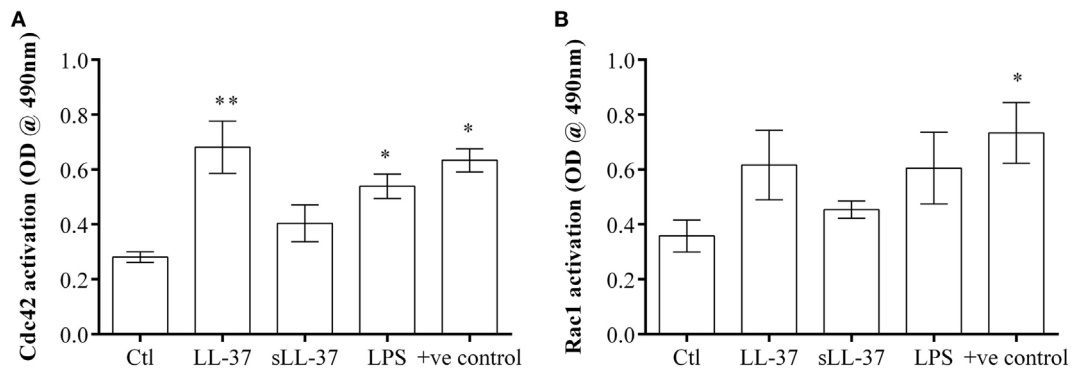 A
Cdc42 activation (OD @ 490nm)
1.0
0.8
0.6
0.4
0.2
0.0
**
*
*
Ctl LL-37 sLL-37 LPS +ve control
B
Rac1 activation (OD @ 490nm)
1.0
0.8
0.6
0.4
0.2
0.0
*
Ctl LL-37 sLL-37 LPS +ve control